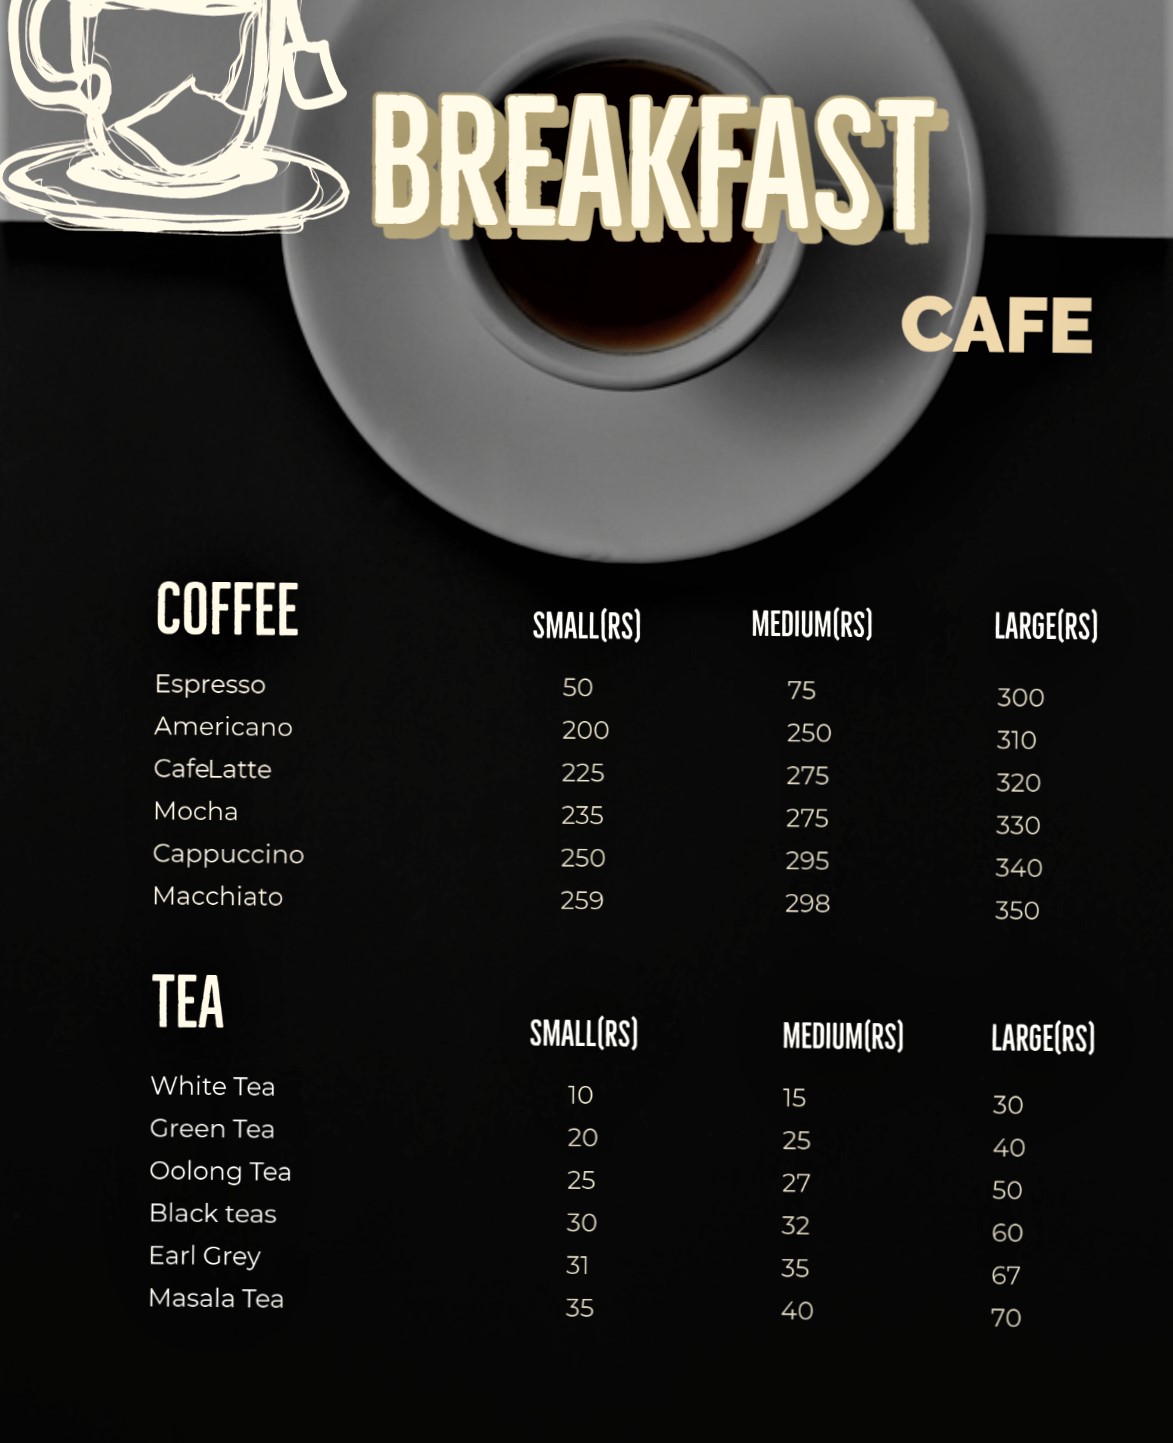 BREAKFAST
CAFE
COFFEE SMALL(RS) MEDIUM(RS) LARGE(RS)
Espresso 50 75 300
Americano 200 250 310
CafeLatte 225 275 320
Mocha 235 275 330
Cappuccino 250 295 340
Macchiato 259 298 350
TEA SMALL(RS) MEDIUM(RS) LARGE(RS)
White Tea 10 15 30
Green Tea 20 25 40
Oolong Tea 25 27 50
Black teas 30 32 60
Earl Grey 31 35 67
Masala Tea 35 40 70